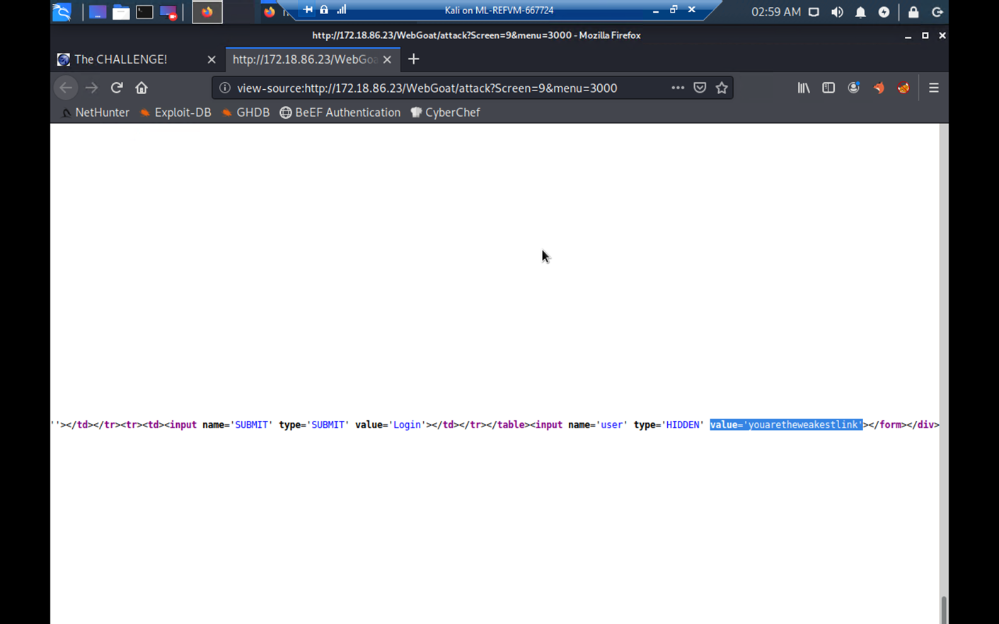 Kali on ML-REFVM-667724
02:59 AM
http://172.18.86.23/WebGoat/attack?Screen=9&menu=3000 - Mozilla Firefox
The CHALLENGE!
http://172.18.86.23/WebGoa
view-source:http://172.18.86.23/WebGoat/attack?Screen=9&menu=3000
NetHunter Exploit-DB GHDB BeEF Authentication CyberChef
''></td></tr><tr><td><input name='SUBMIT' type='SUBMIT' value='Login'></td></tr></table><input name='user' type='HIDDEN' value='youaretheweakestlink'></form></div>